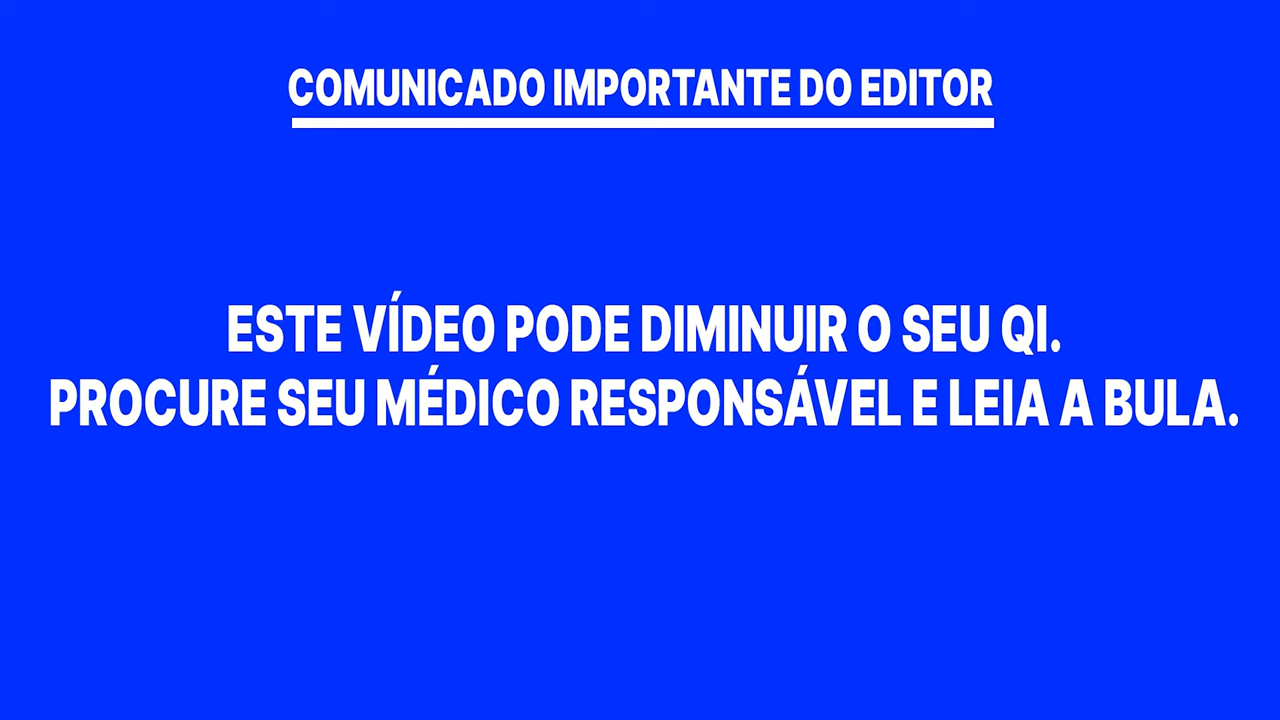 COMUNICADO IMPORTANTE DO EDITOR
ESTE VÍDEO PODE DIMINUIR O SEU QI.
PROCURE SEU MÉDICO RESPONSÁVEL E LEIA A BULA.